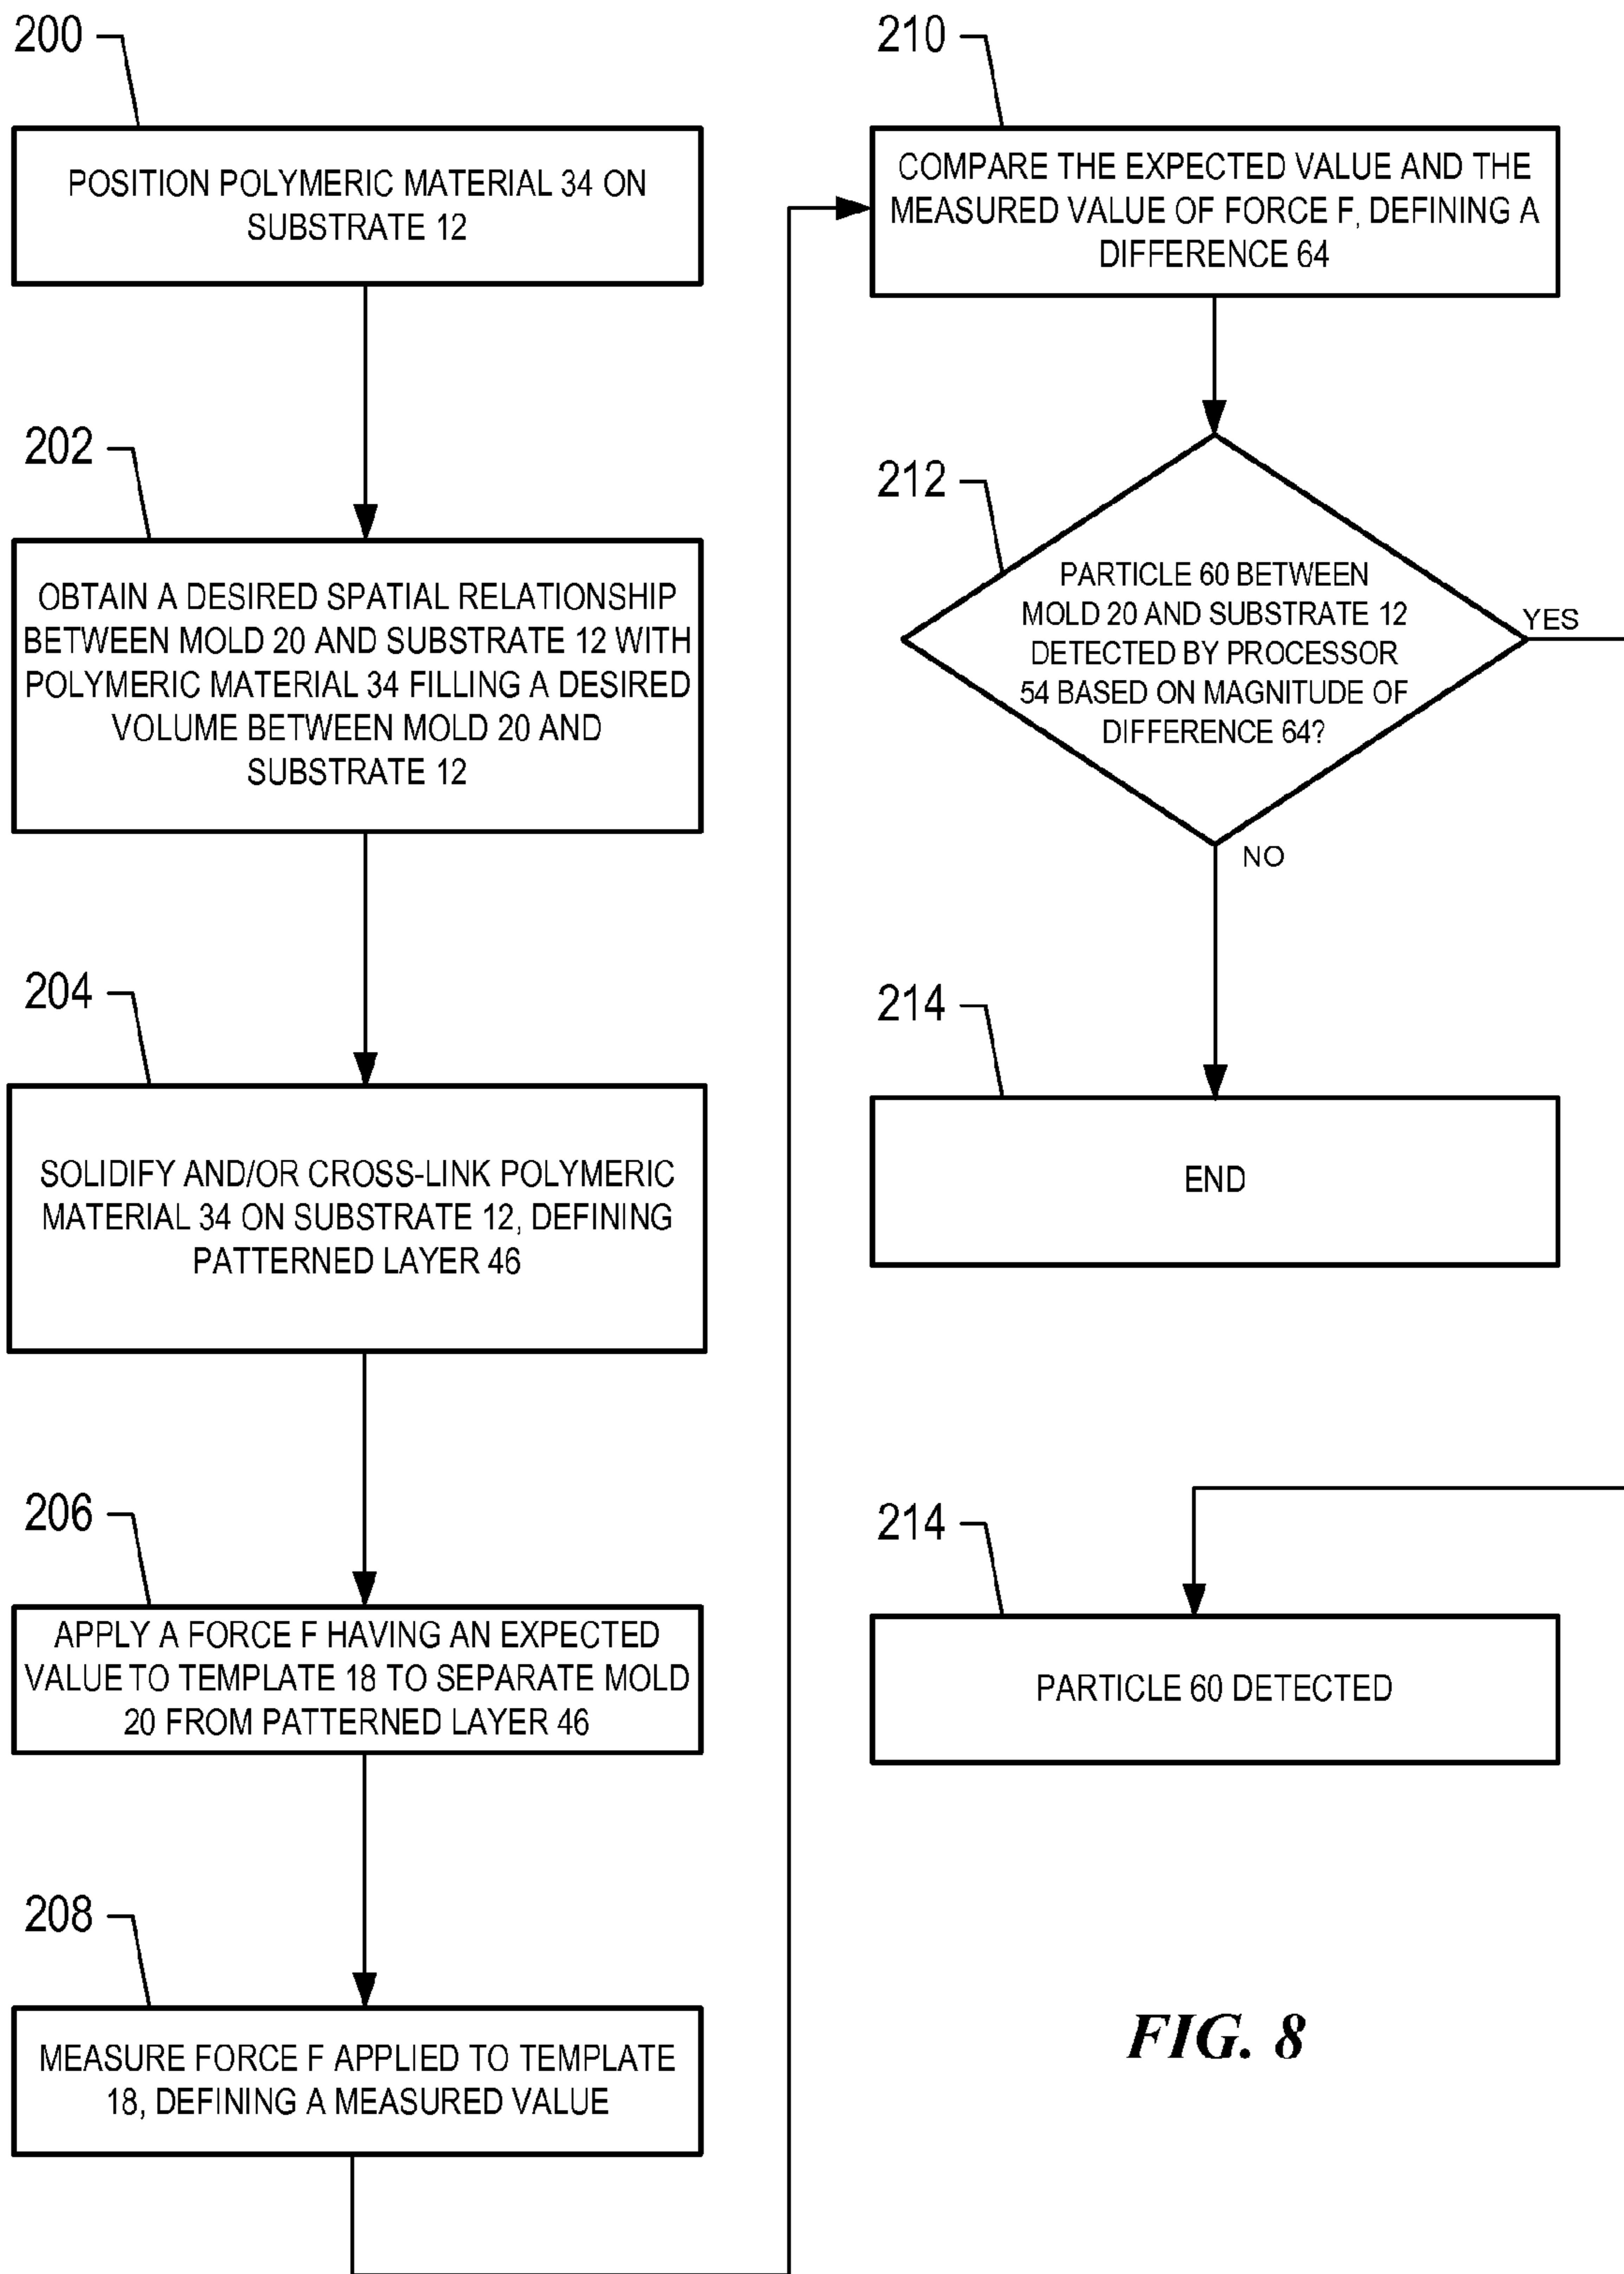 200
POSITION POLYMERIC MATERIAL 34 ON
SUBSTRATE 12
202
OBTAIN A DESIRED SPATIAL RELATIONSHIP
BETWEEN MOLD 20 AND SUBSTRATE 12 WITH
POLYMERIC MATERIAL 34 FILLING A DESIRED
VOLUME BETWEEN MOLD 20 AND
SUBSTRATE 12
204
SOLIDIFY AND/OR CROSS-LINK POLYMERIC
MATERIAL 34 ON SUBSTRATE 12, DEFINING
PATTERNED LAYER 46
206
APPLY A FORCE F HAVING AN EXPECTED
VALUE TO TEMPLATE 18 TO SEPARATE MOLD
20 FROM PATTERNED LAYER 46
208
MEASURE FORCE F APPLIED TO TEMPLATE
18, DEFINING A MEASURED VALUE
210
COMPARE THE EXPECTED VALUE AND THE
MEASURED VALUE OF FORCE F, DEFINING A
DIFFERENCE 64
212
PARTICLE 60 BETWEEN
MOLD 20 AND SUBSTRATE 12
DETECTED BY PROCESSOR
54 BASED ON MAGNITUDE OF
DIFFERENCE 64?
YES
NO
214
END
214
PARTICLE 60 DETECTED
FIG. 8